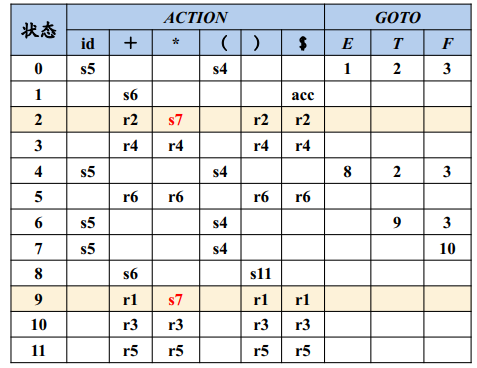 状态 ACTION GOTO
id + * ( ) $ E T F
0 s5 s4 1 2 3
1 s6 acc
2 r2 s7 r2 r2
3 r4 r4 r4 r4
4 s5 s4 8 2 3
5 r6 r6 r6 r6
6 s5 s4 9 3
7 s5 s4 10
8 s6 s11
9 r1 s7 r1 r1
10 r3 r3 r3 r3
11 r5 r5 r5 r5